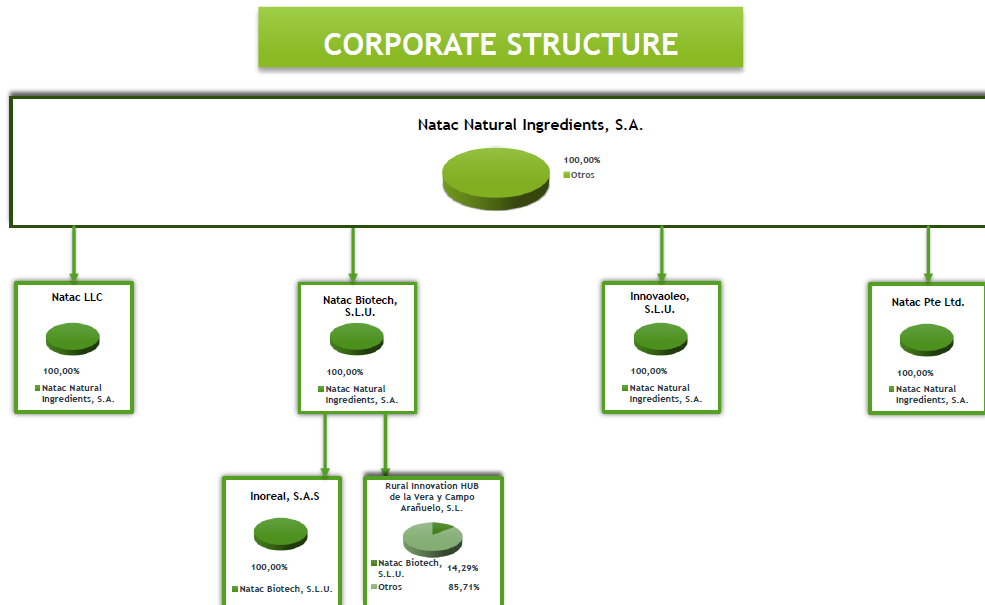 CORPORATE STRUCTURE
Natac Natural Ingredients, S.A.
100,00%
Otros
Natac LLC
100,00%
Natac Natural
Ingredients, S.A.
Natac Biotech,
S.L.U.
100,00%
Natac Natural
Ingredients, S.A.
Innovaoleo,
S.L.U.
100,00%
Natac Natural
Ingredients, S.A.
Natac Pte Ltd.
100,00%
Natac Natural
Ingredients, S.A.
Inoreal, S.A.S
100,00%
Natac Biotech, S.L.U.
Rural Innovation HUB
de la Vera y Campo
Arañuelo, S.L.
Natac Biotech,
S.L.U.
14,29%
Otros
85,71%